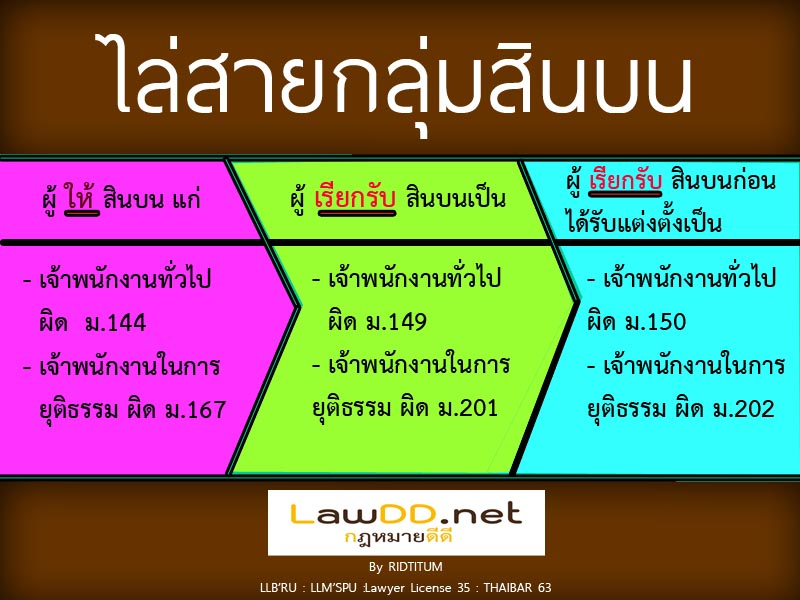 ไล่สายกลุ่มสินบน
ผู้ ให้ สินบน แก่
- เจ้าพนักงานทั่วไป
ผิด ม.144
- เจ้าพนักงานในการ
ยุติธรรม ผิด ม.167
ผู้ เรียกรับ สินบนเป็น
- เจ้าพนักงานทั่วไป
ผิด ม.149
- เจ้าพนักงานในการ
ยุติธรรม ผิด ม.201
ผู้ เรียกรับ สินบนก่อน
ได้รับแต่งตั้งเป็น
- เจ้าพนักงานทั่วไป
ผิด ม.150
- เจ้าพนักงานในการ
ยุติธรรม ผิด ม.202
LawDD.net
กฎหมายดีดี
By RIDTITUM
LLB'RU : LLM'SPU :Lawyer License 35 : THAIBAR 63